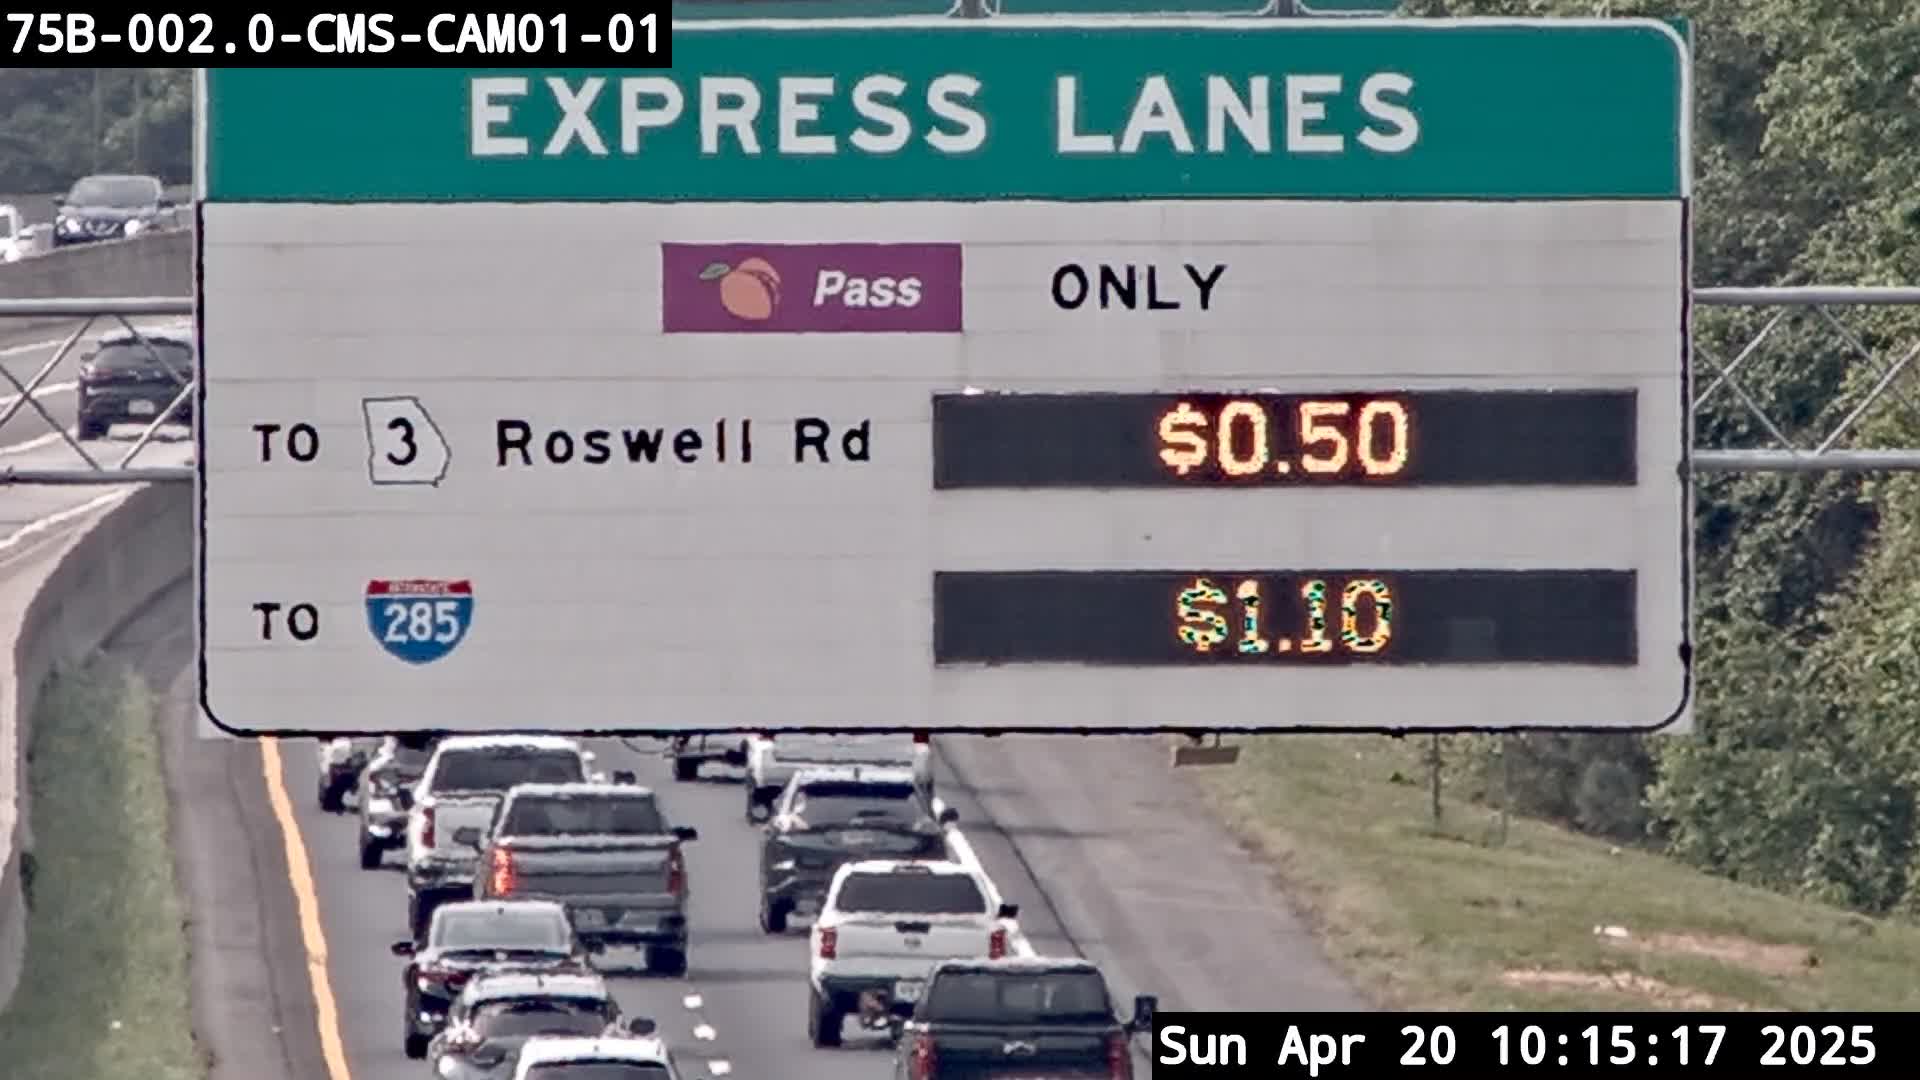 75B-002.0-CMS-CAM01-01
EXPRESS LANES
Pass ONLY
TO 3 Roswell Rd $0.50
INTERSTATE
TO 285 $1.10
Sun Apr 20 10:15:17 2025